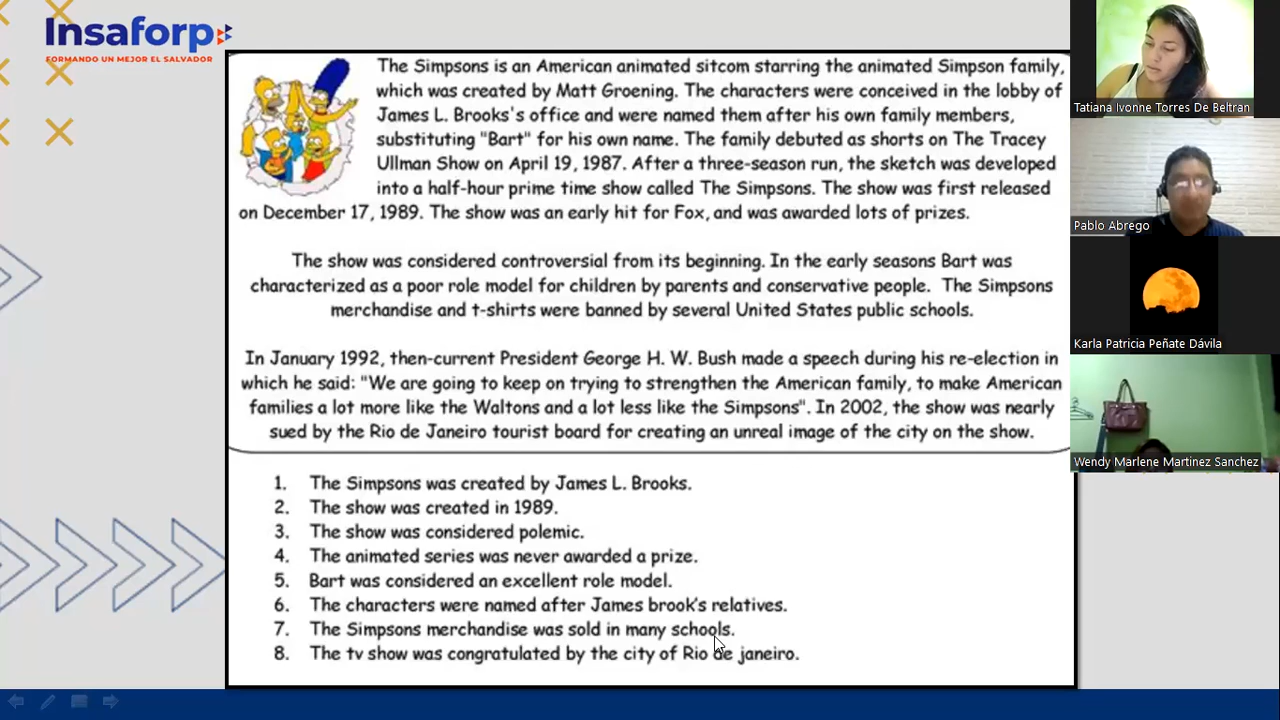 Insaforp
FORMANDO UN MEJOR EL SALVADOR
The Simpsons is an American animated sitcom starring the animated Simpson family,
which was created by Matt Groening. The characters were conceived in the lobby of
James L. Brooks's office and were named them after his own family members,
substituting "Bart" for his own name. The family debuted as shorts on The Tracey
Ullman Show on April 19, 1987. After a three-season run, the sketch was developed
into a half-hour prime time show called The Simpsons. The show was first released
on December 17, 1989. The show was an early hit for Fox, and was awarded lots of prizes.
The show was considered controversial from its beginning. In the early seasons Bart was
characterized as a poor role model for children by parents and conservative people. The Simpsons
merchandise and t-shirts were banned by several United States public schools.
In January 1992, then-current President George H. W. Bush made a speech during his re-election in
which he said: "We are going to keep on trying to strengthen the American family, to make American
families a lot more like the Waltons and a lot less like the Simpsons". In 2002, the show was nearly
sued by the Rio de Janeiro tourist board for creating an unreal image of the city on the show.
1. The Simpsons was created by James L. Brooks.
2. The show was created in 1989.
3. The show was considered polemic.
4. The animated series was never awarded a prize.
5. Bart was considered an excellent role model.
6. The characters were named after James brook's relatives.
7. The Simpsons merchandise was sold in many schools.
8. The tv show was congratulated by the city of Rio de janeiro.
Tatiana Ivonne Torres De Beltran
Pablo Abrego
Karla Patricia Peñate Dávila
Wendy Marlene Martinez Sanchez